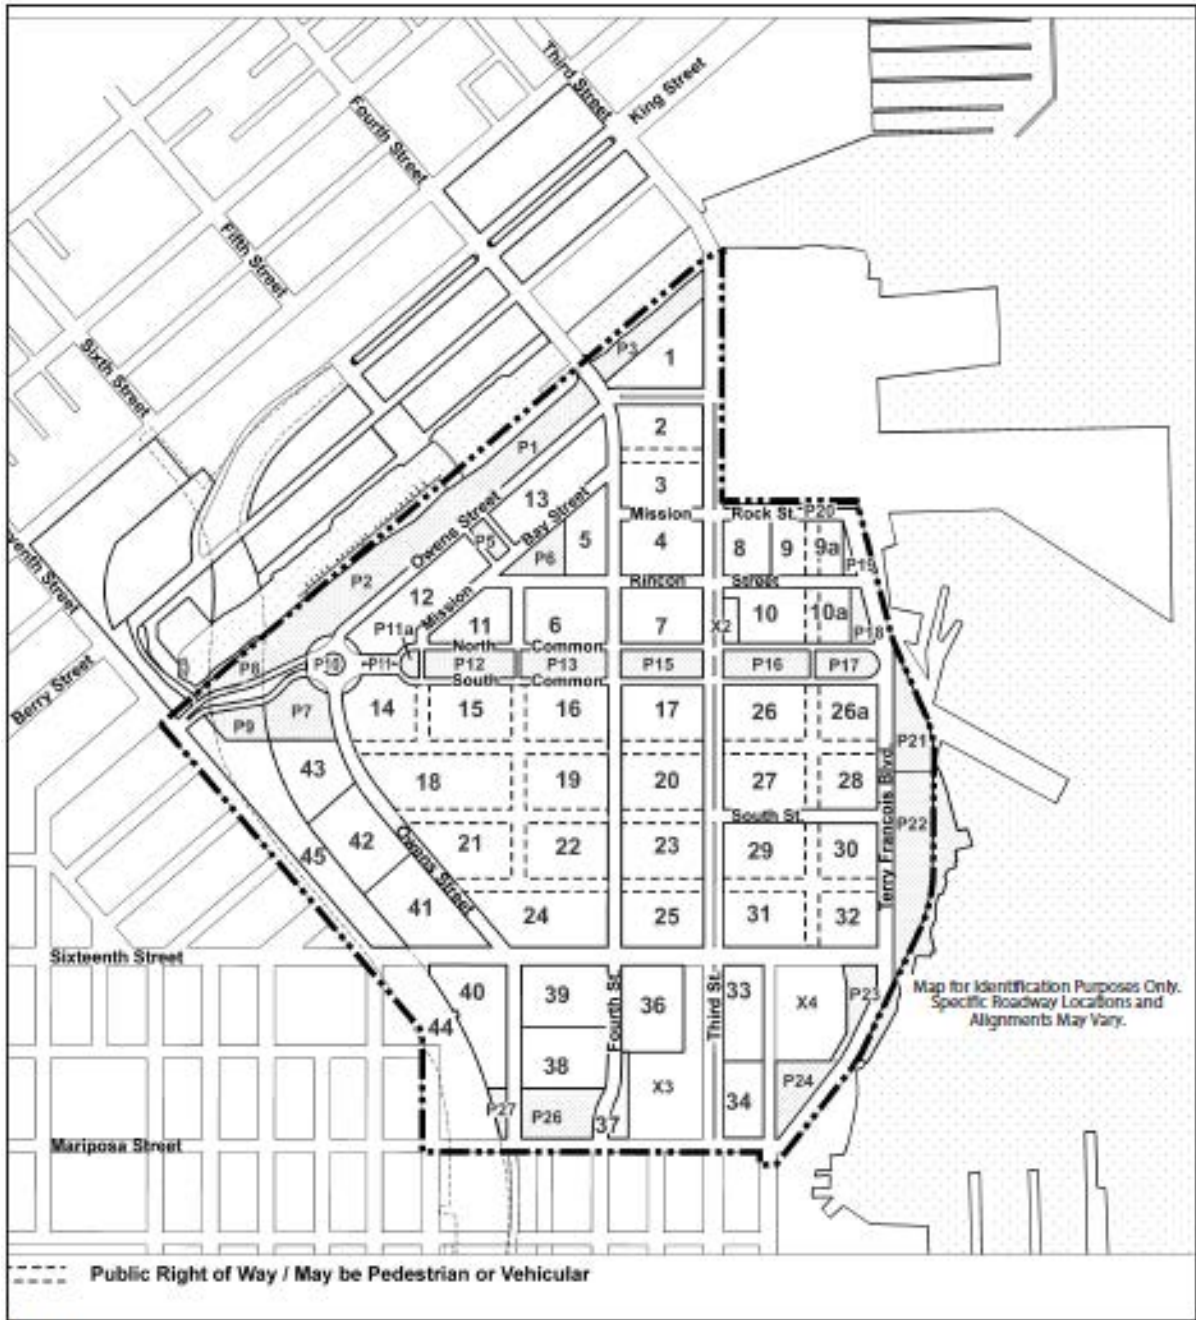 Third Street
King Street
Fourth Street
Fifth Street
Sixth Street
P3
1
P1
2
3
13
Owens Street
Bay Street
Mission Rock St.
P20
P5
5
4
8
9
9a
P6
P19
P2
Rincon Street
12
Mission
11
6
7
X2
10
10a
P18
P11a
North Common
P8
P10
P11
P12
P13
P15
P16
P17
South Common
Berry Street
P9
P7
14
15
16
17
26
26a
P21
43
18
19
20
27
28
Terry Francois Blvd
South St.
P22
45
42
Owens Street
21
22
23
29
30
41
24
25
31
32
Sixteenth Street
40
39
Fourth St.
36
Third St.
33
X4
P23
Map for Identification Purposes Only.
Specific Roadway Locations and
Alignments May Vary.
44
38
X3
P24
P27
P26
37
34
Mariposa Street
Public Right of Way / May be Pedestrian or Vehicular